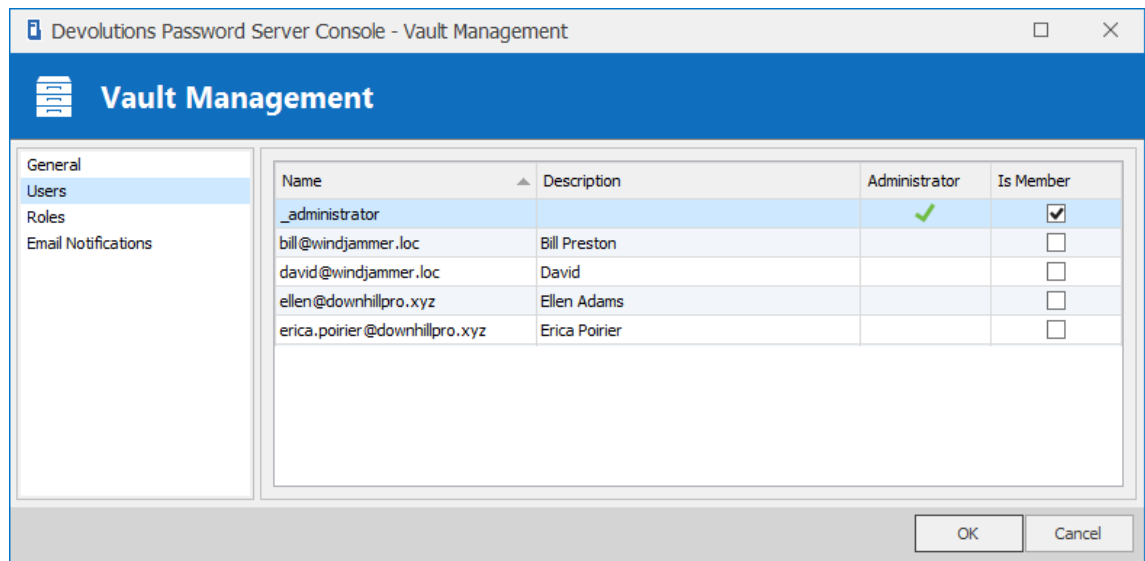 Devolutions Password Server Console - Vault Management
Vault Management
General
Users
Roles
Email Notifications
Name Description Administrator Is Member
_administrator
bill@windjammer.loc Bill Preston
david@windjammer.loc David
ellen@downhillpro.xyz Ellen Adams
erica.poirier@downhillpro.xyz Erica Poirier
OK Cancel